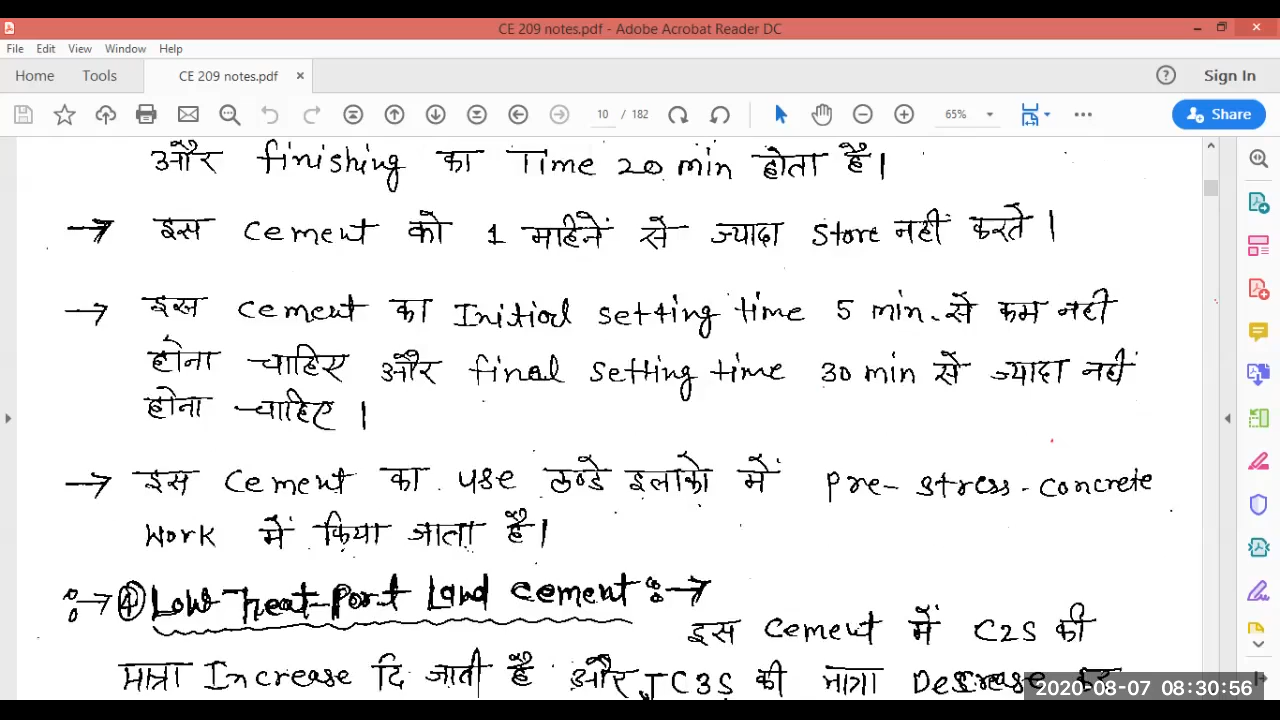 CE 209 notes.pdf - Adobe Acrobat Reader DC
File Edit View Window Help
Home Tools CE 209 notes.pdf × Sign In
10 / 182 65% Share
और finishing का Time 20 min होता है।
→ इस cement को 1 माहिनें से ज्यादा Store नहीं करते।
→ इस cement का Initial setting time 5 min. से कम नहीं
होना चाहिए और final setting time 30 min से ज्यादा नहीं
होना चाहिए।
→ इस cement का use ठण्डे इलाको में Pre-stress-concrete
work में किया जाता है।
④ Low Heat Port Land cement :→
इस cement में C2S की
मात्रा Increase दि जाती है और C3S की मात्रा Desrease
2020-08-07 08:30:56